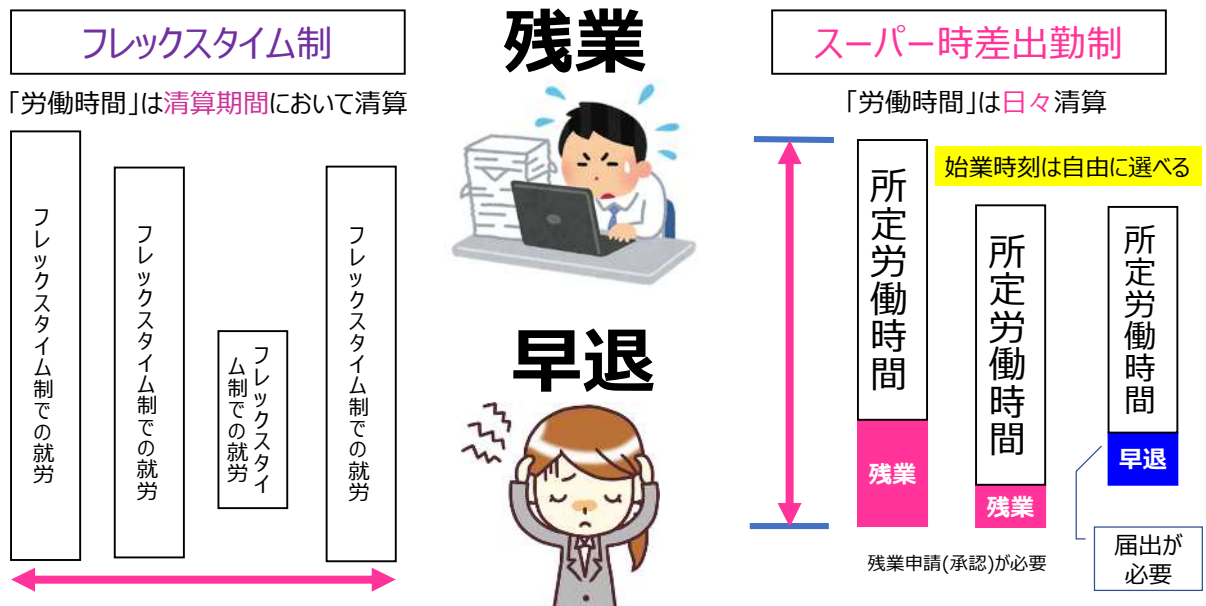 フレックスタイム制
「労働時間」は清算期間において清算
フレックスタイム制での就労
フレックスタイム制での就労
フレックスタイ
ム制での就労
フレックスタイム制での就労
残業
早退
スーパー時差出勤制
「労働時間」は日々清算
始業時刻は自由に選べる
所定労働時間
残業
所定労働時間
残業
所定労働時間
早退
残業申請(承認)が必要
届出が
必要